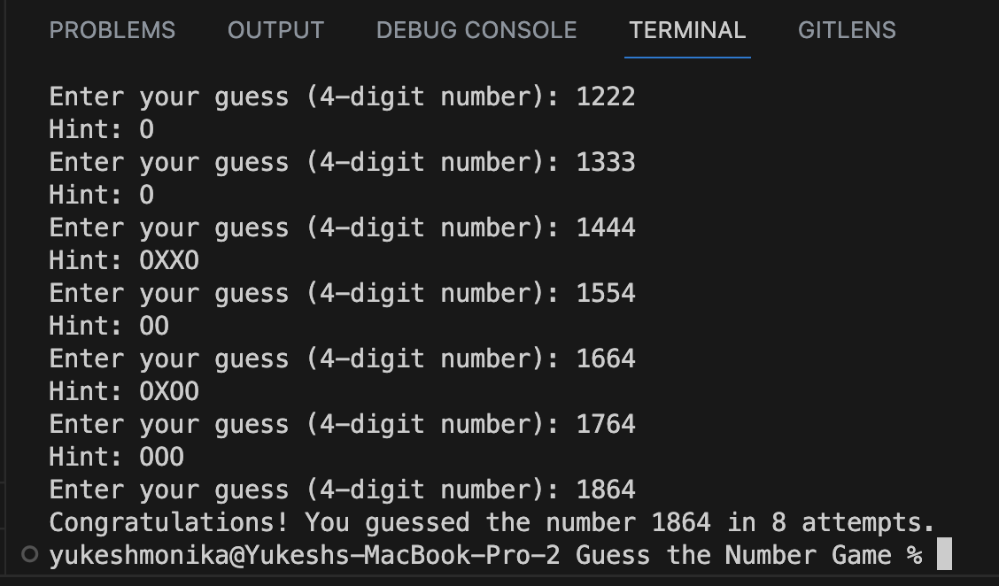 PROBLEMS OUTPUT DEBUG CONSOLE TERMINAL GITLENS
Enter your guess (4-digit number): 1222
Hint: O
Enter your guess (4-digit number): 1333
Hint: O
Enter your guess (4-digit number): 1444
Hint: OXXO
Enter your guess (4-digit number): 1554
Hint: OO
Enter your guess (4-digit number): 1664
Hint: OXOO
Enter your guess (4-digit number): 1764
Hint: OOO
Enter your guess (4-digit number): 1864
Congratulations! You guessed the number 1864 in 8 attempts.
yukeshmonika@Yukeshs-MacBook-Pro-2 Guess the Number Game %